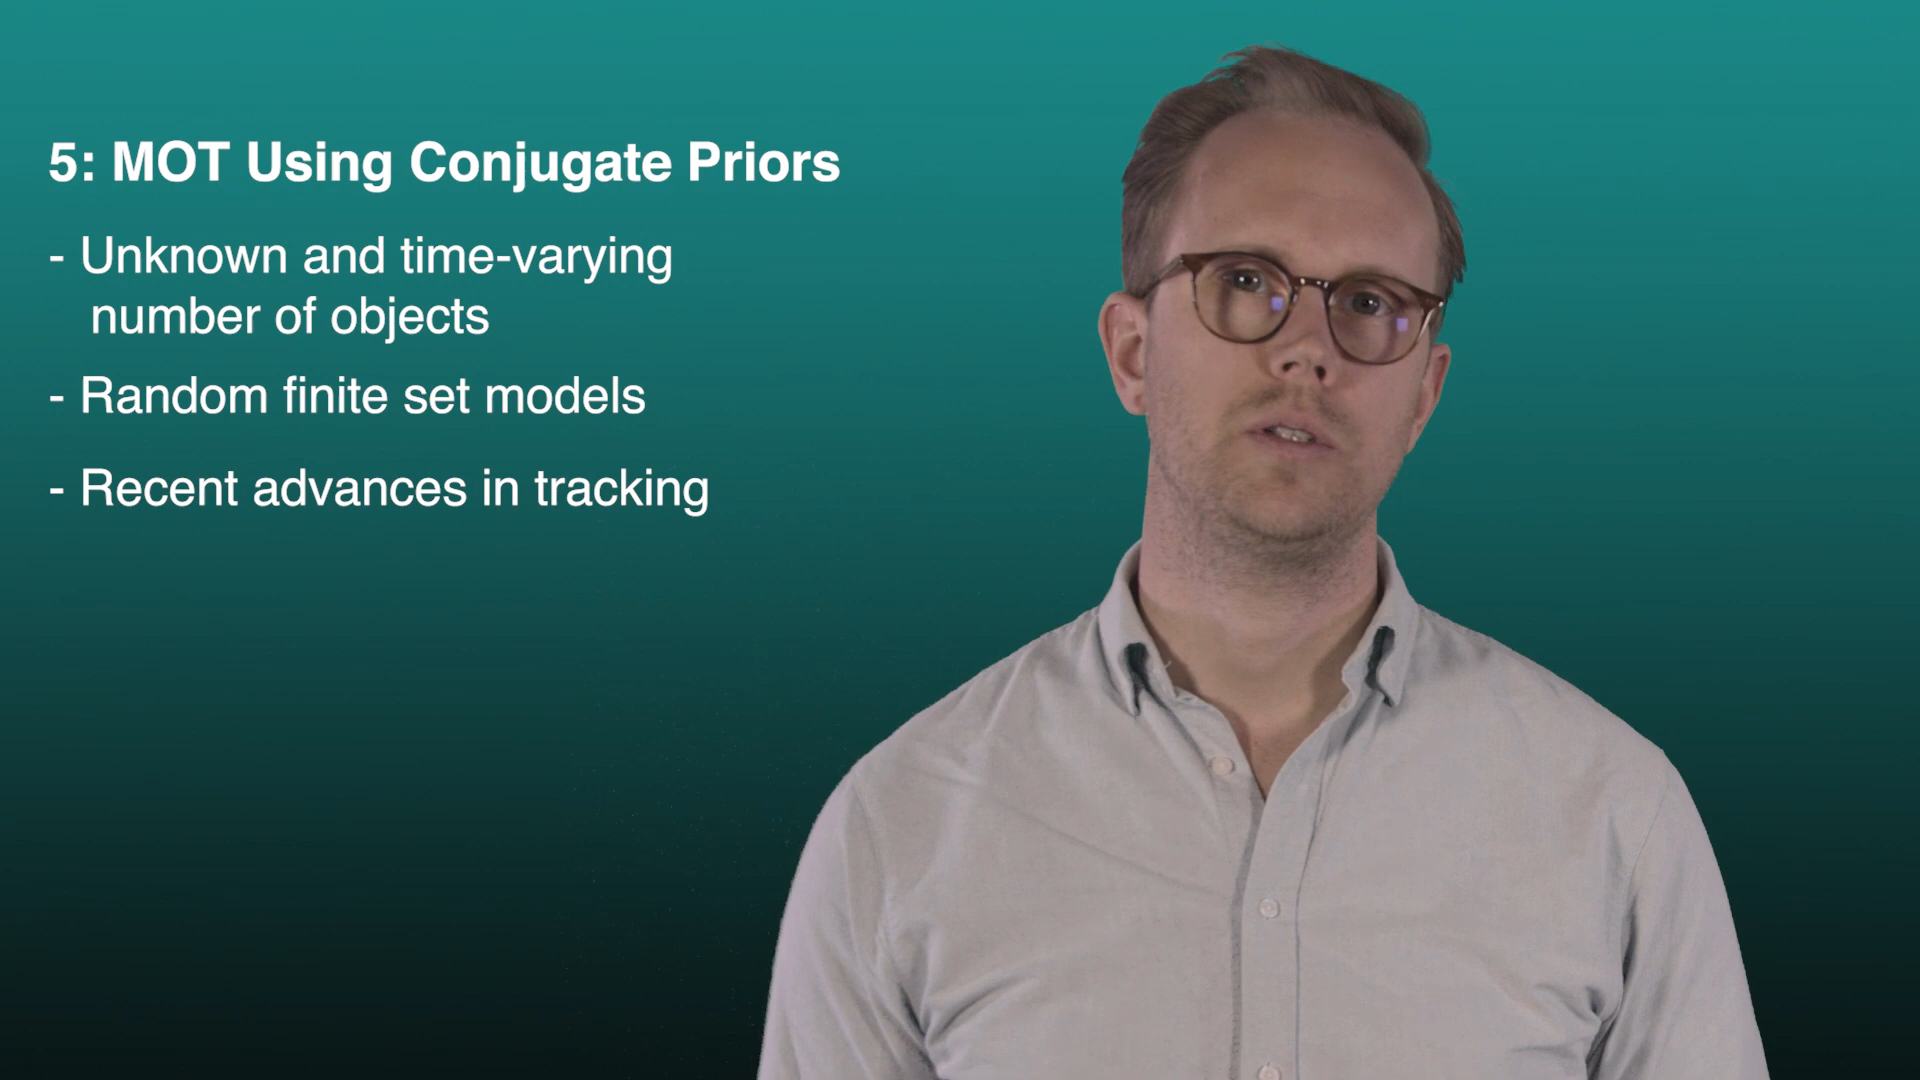 5: MOT Using Conjugate Priors
- Unknown and time-varying
number of objects
- Random finite set models
- Recent advances in tracking